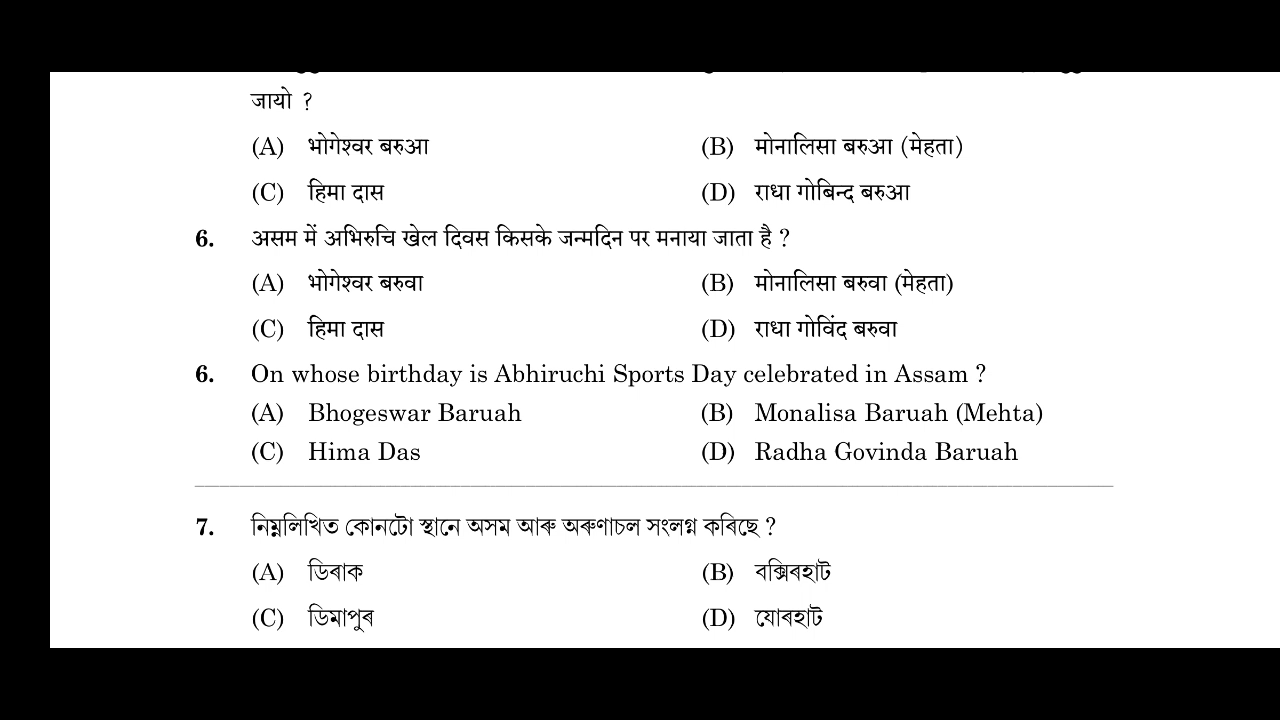 जायो ?
(A) भोगेश्वर बरुआ (B) मोनालिसा बरुआ (मेहता)
(C) हिमा दास (D) राधा गोबिन्द बरुआ
6. असम में अभिरुचि खेल दिवस किसके जन्मदिन पर मनाया जाता है ?
(A) भोगेश्वर बरुवा (B) मोनालिसा बरुवा (मेहता)
(C) हिमा दास (D) राधा गोविंद बरुवा
6. On whose birthday is Abhiruchi Sports Day celebrated in Assam ?
(A) Bhogeswar Baruah (B) Monalisa Baruah (Mehta)
(C) Hima Das (D) Radha Govinda Baruah
7. নিম্নলিখিত কোনটো স্থানে অসম আৰু অৰুণাচল সংলগ্ন কৰিছে ?
(A) ডিৰাক (B) বক্সিৰহাট
(C) ডিমাপুৰ (D) যোৰহাট